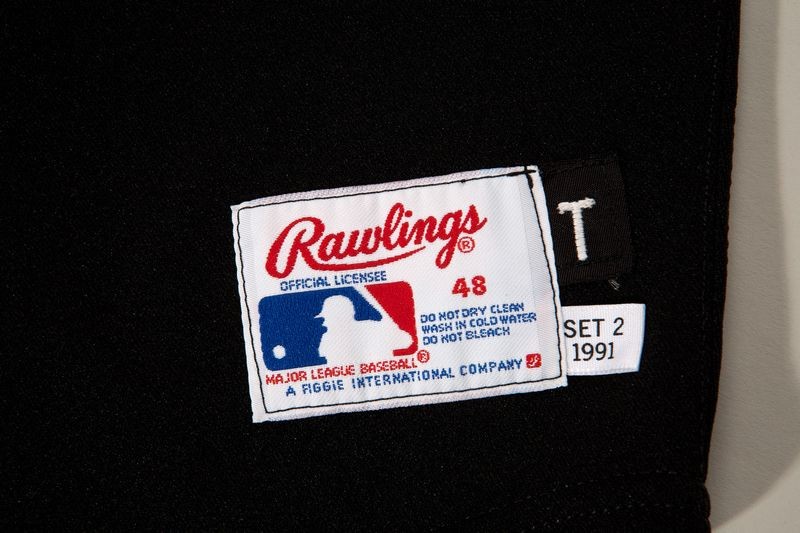 Rawlings®
OFFICIAL LICENSEE
48
DO NOT DRY CLEAN
WASH IN COLD WATER
DO NOT BLEACH
MAJOR LEAGUE BASEBALL®
A FIGGIE INTERNATIONAL COMPANY
T
SET 2
1991